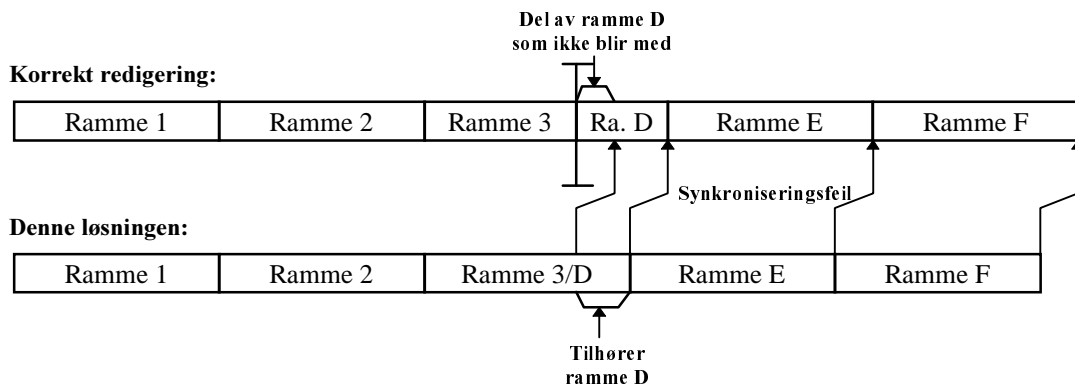 Del av ramme D
som ikke blir med
Korrekt redigering:
Ramme 1 Ramme 2 Ramme 3 Ra. D Ramme E Ramme F
Synkroniseringsfeil
Denne løsningen:
Ramme 1 Ramme 2 Ramme 3/D Ramme E Ramme F
Tilhører
ramme D